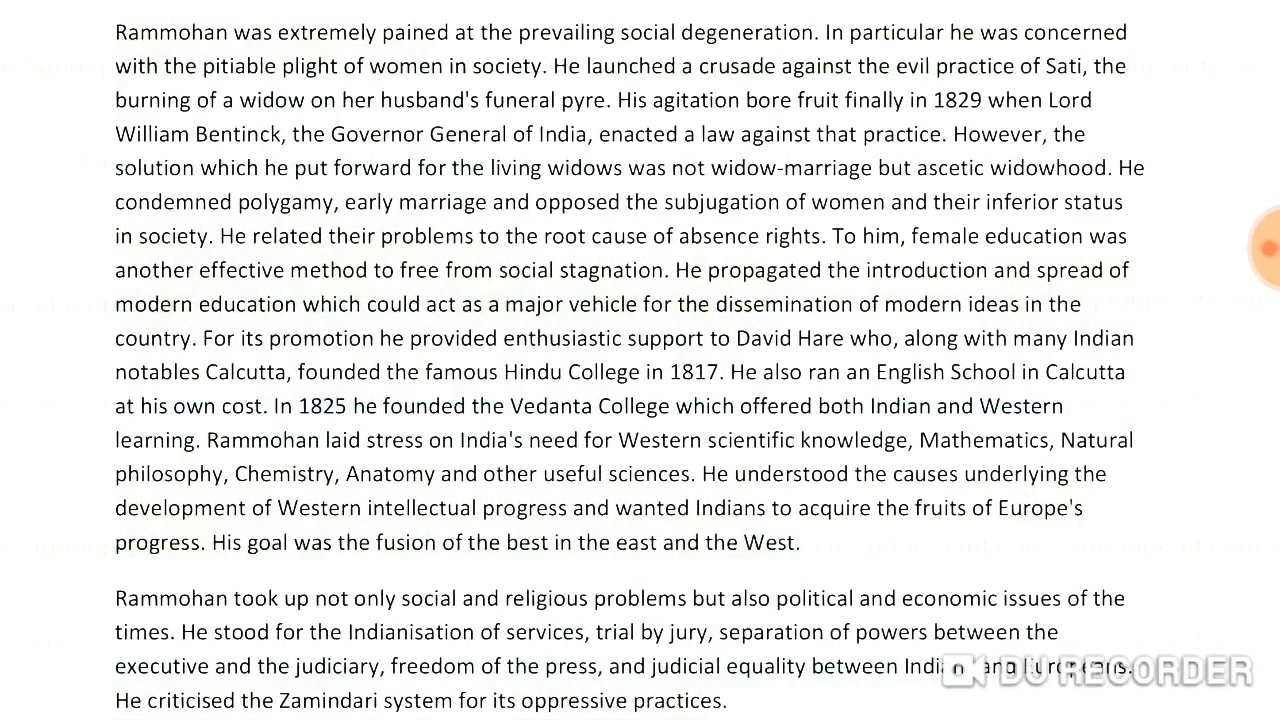 Rammohan was extremely pained at the prevailing social degeneration. In particular he was concerned
with the pitiable plight of women in society. He launched a crusade against the evil practice of Sati, the
burning of a widow on her husband's funeral pyre. His agitation bore fruit finally in 1829 when Lord
William Bentinck, the Governor General of India, enacted a law against that practice. However, the
solution which he put forward for the living widows was not widow-marriage but ascetic widowhood. He
condemned polygamy, early marriage and opposed the subjugation of women and their inferior status
in society. He related their problems to the root cause of absence rights. To him, female education was
another effective method to free from social stagnation. He propagated the introduction and spread of
modern education which could act as a major vehicle for the dissemination of modern ideas in the
country. For its promotion he provided enthusiastic support to David Hare who, along with many Indian
notables Calcutta, founded the famous Hindu College in 1817. He also ran an English School in Calcutta
at his own cost. In 1825 he founded the Vedanta College which offered both Indian and Western
learning. Rammohan laid stress on India's need for Western scientific knowledge, Mathematics, Natural
philosophy, Chemistry, Anatomy and other useful sciences. He understood the causes underlying the
development of Western intellectual progress and wanted Indians to acquire the fruits of Europe's
progress. His goal was the fusion of the best in the east and the West.
Rammohan took up not only social and religious problems but also political and economic issues of the
times. He stood for the Indianisation of services, trial by jury, separation of powers between the
executive and the judiciary, freedom of the press, and judicial equality between Indian and Europeans.
DU RECORDER
He criticised the Zamindari system for its oppressive practices.